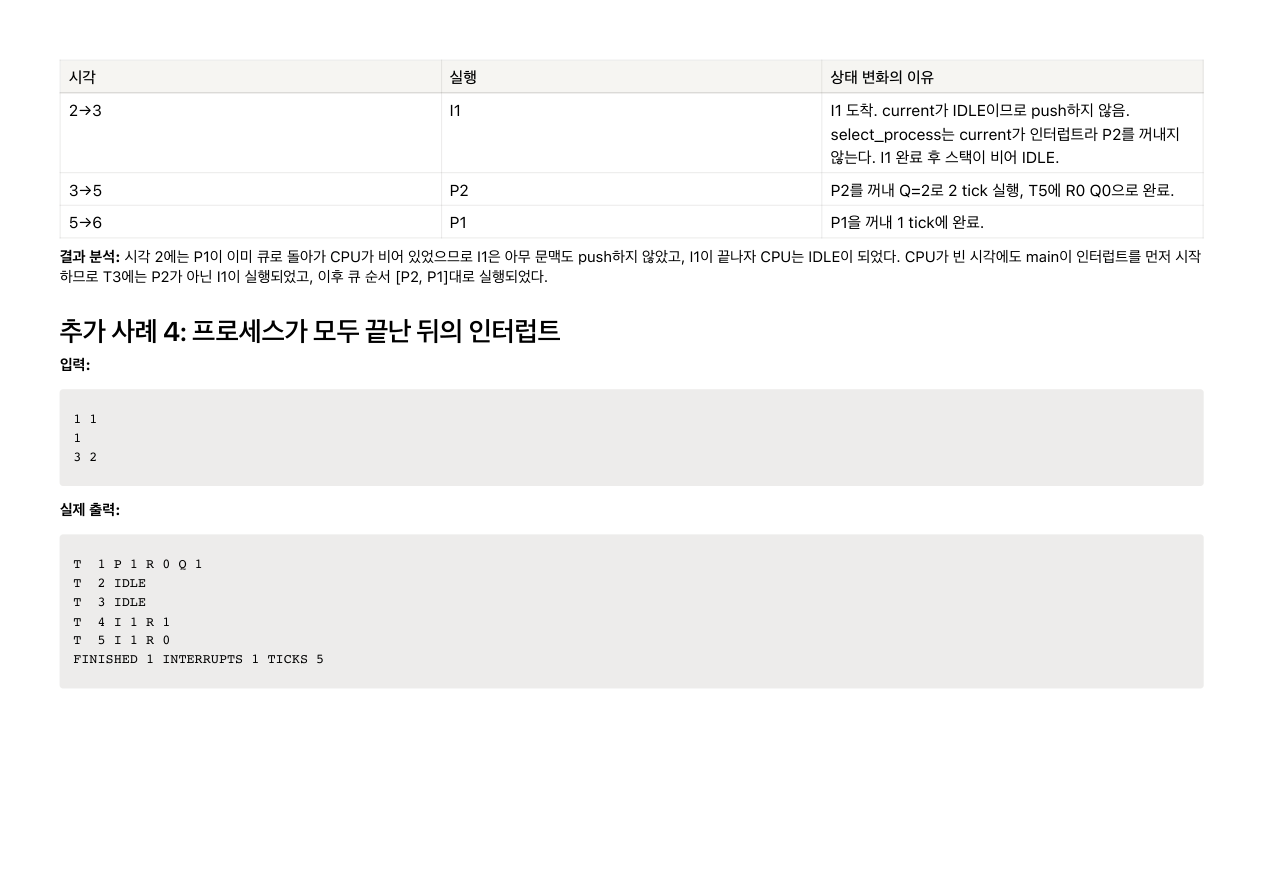 시각 실행 상태 변화의 이유
2→3 I1 I1 도착. current가 IDLE이므로 push하지 않음.
select_process는 current가 인터럽트라 P2를 꺼내지
않는다. I1 완료 후 스택이 비어 IDLE.
3→5 P2 P2를 꺼내 Q=2로 2 tick 실행, T5에 R0 Q0으로 완료.
5→6 P1 P1을 꺼내 1 tick에 완료.
결과 분석: 시각 2에는 P1이 이미 큐로 돌아가 CPU가 비어 있었으므로 I1은 아무 문맥도 push하지 않았고, I1이 끝나자 CPU는 IDLE이 되었다. CPU가 빈 시각에도 main이 인터럽트를 먼저 시작
하므로 T3에는 P2가 아닌 I1이 실행되었고, 이후 큐 순서 [P2, P1]대로 실행되었다.
추가 사례 4: 프로세스가 모두 끝난 뒤의 인터럽트
입력:
1 1
1
3 2
실제 출력:
T  1 P 1 R 0 Q 1
T  2 IDLE
T  3 IDLE
T  4 I 1 R 1
T  5 I 1 R 0
FINISHED 1 INTERRUPTS 1 TICKS 5